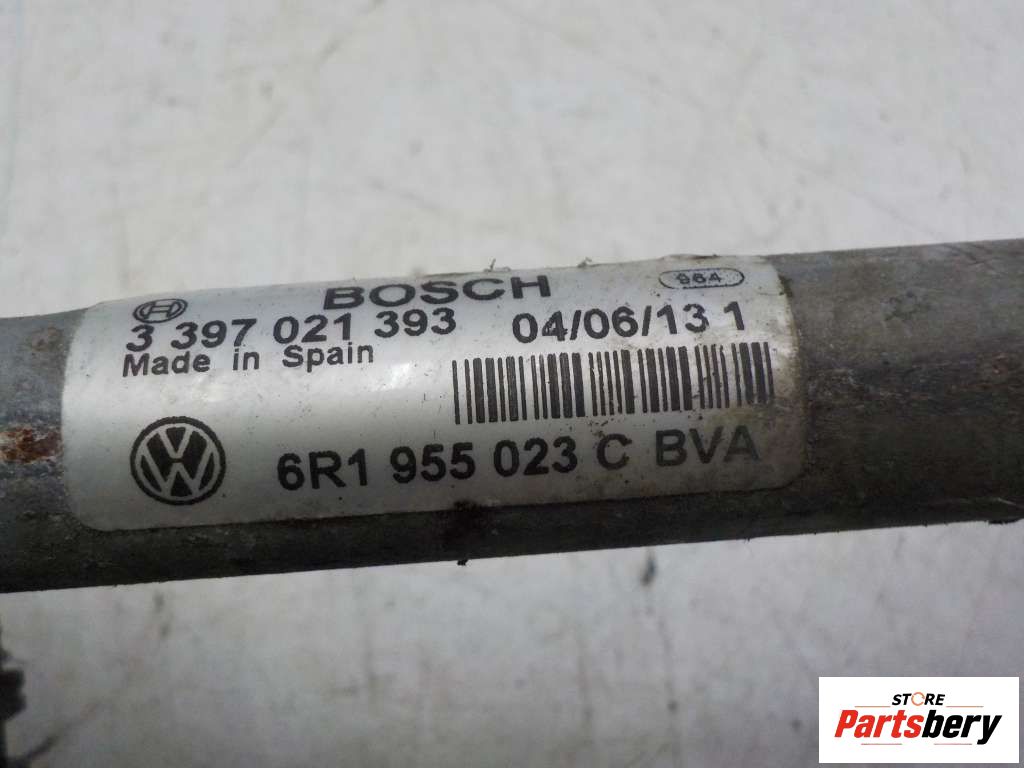 BOSCH 964
3 397 021 393 04/06/13 1
Made in Spain
6R1 955 023 C BVA
STORE
Partsbery